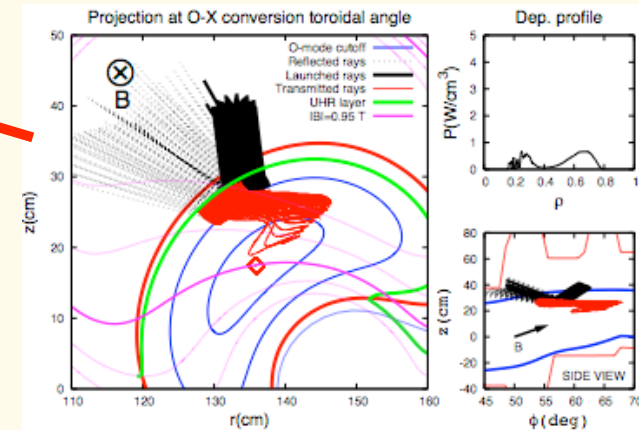 Projection at O-X conversion toroidal angle
50
40
30
20
10
0
z(cm)
110
120
130
140
150
160
r(cm)
B
O-mode cutoff
Reflected rays
Launched rays
Transmitted rays
UHR layer
|B|=0.95 T
Dep. profile
P(W/cm³)
5
4
3
2
1
0
0
0.2
0.4
0.6
0.8
1
ρ
z(cm)
80
60
40
20
0
-20
-40
B
SIDE VIEW
45
50
55
60
65
70
ϕ(deg)